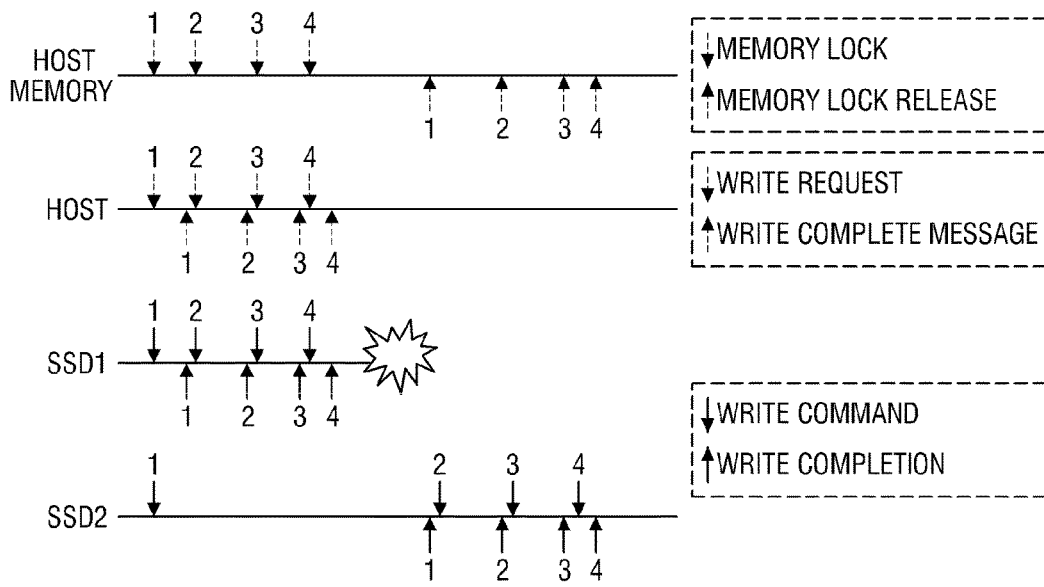 1 2 3 4
HOST
MEMORY
MEMORY LOCK
MEMORY LOCK RELEASE
1 2 3 4
1 2 3 4
HOST
WRITE REQUEST
WRITE COMPLETE MESSAGE
1 2 3 4
1 2 3 4
SSD1
1 2 3 4
WRITE COMMAND
WRITE COMPLETION
1 2 3 4
SSD2
1 2 3 4